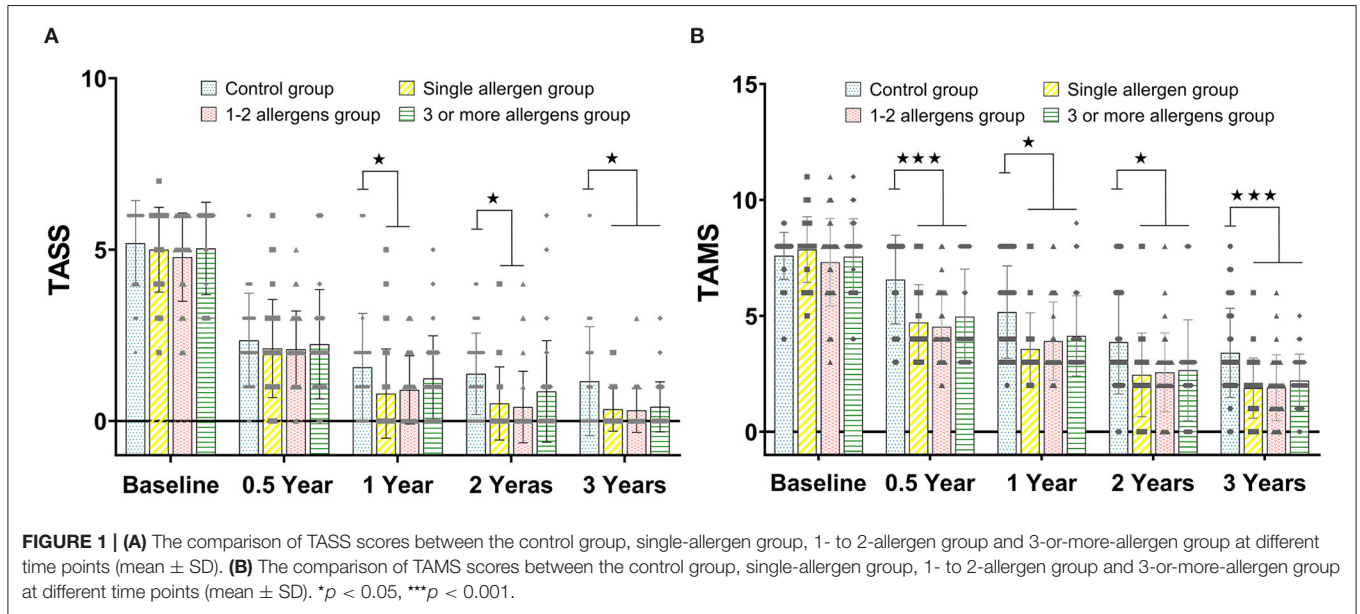 A
10
5
0
TASS
Control group
Single allergen group
1-2 allergens group
3 or more allergens group
★
★
★
Baseline
0.5 Year
1 Year
2 Yeras
3 Years
B
15
10
5
0
TAMS
Control group
Single allergen group
1-2 allergens group
3 or more allergens group
★★★
★
★
★★★
Baseline
0.5 Year
1 Year
2 Years
3 Years
FIGURE 1 | (A) The comparison of TASS scores between the control group, single-allergen group, 1- to 2-allergen group and 3-or-more-allergen group at different
time points (mean ± SD). (B) The comparison of TAMS scores between the control group, single-allergen group, 1- to 2-allergen group and 3-or-more-allergen group
at different time points (mean ± SD). *p < 0.05, ***p < 0.001.